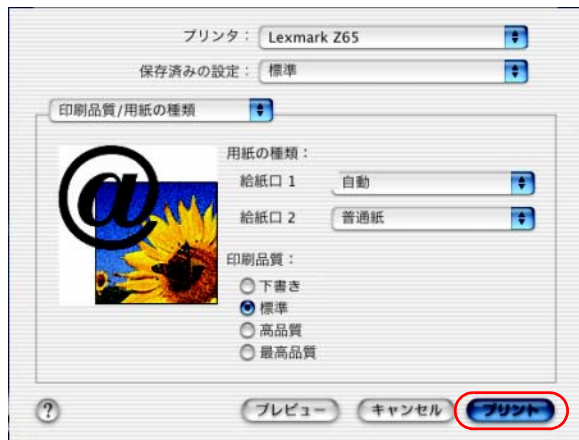 プリンタ： Lexmark Z65
保存済みの設定： 標準
印刷品質/用紙の種類
@
用紙の種類：
給紙口 1 自動
給紙口 2 普通紙
印刷品質：
下書き
標準
高品質
最高品質
? プレビュー キャンセル プリント